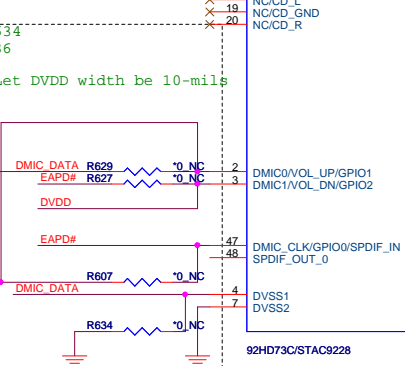 NC/CD_L
19 NC/CD_GND
20 NC/CD_R
634
36
Let DVDD width be 10-mils
DMIC_DATA R629 *0_NC 2 DMIC0/VOL_UP/GPIO1
EAPD# R627 *0_NC 3 DMIC1/VOL_DN/GPIO2
DVDD
EAPD# 47 DMIC_CLK/GPIO0/SPDIF_IN
48 SPDIF_OUT_0
R607 *0_NC
DMIC_DATA 4 DVSS1
7 DVSS2
R634 *0_NC
92HD73C/STAC9228